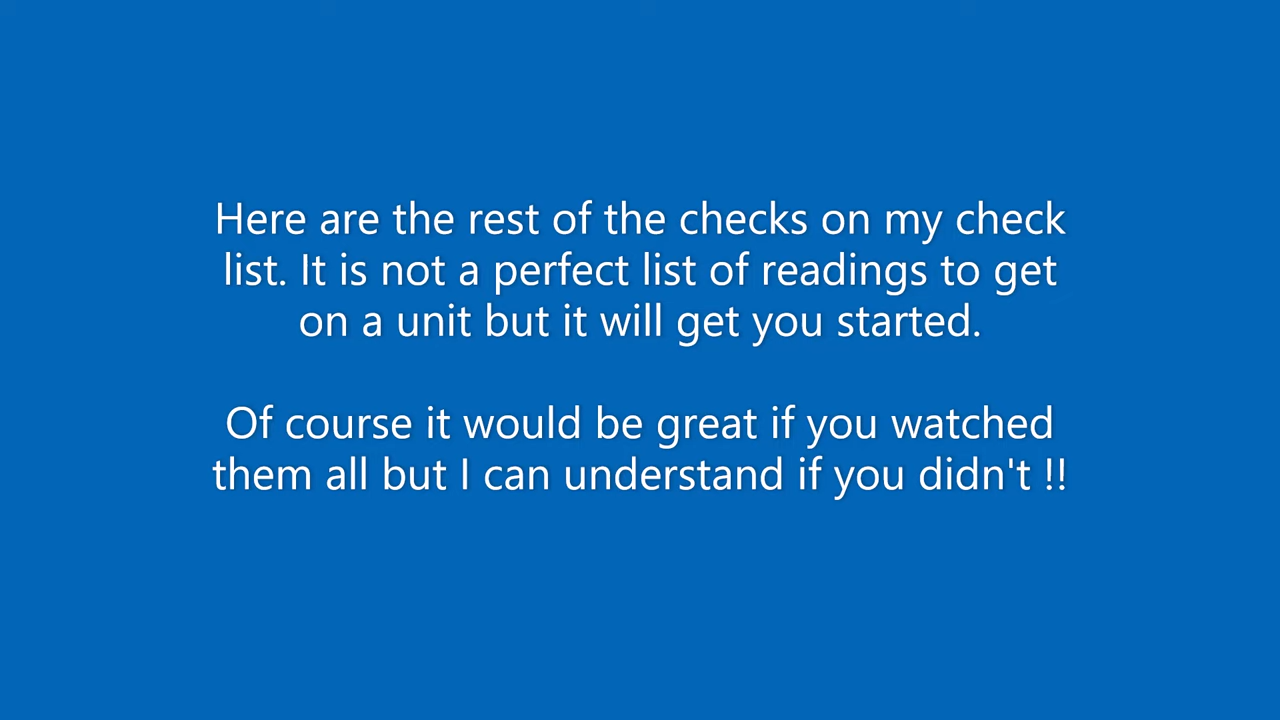 Here are the rest of the checks on my check
list. It is not a perfect list of readings to get
on a unit but it will get you started.
Of course it would be great if you watched
them all but I can understand if you didn't !!